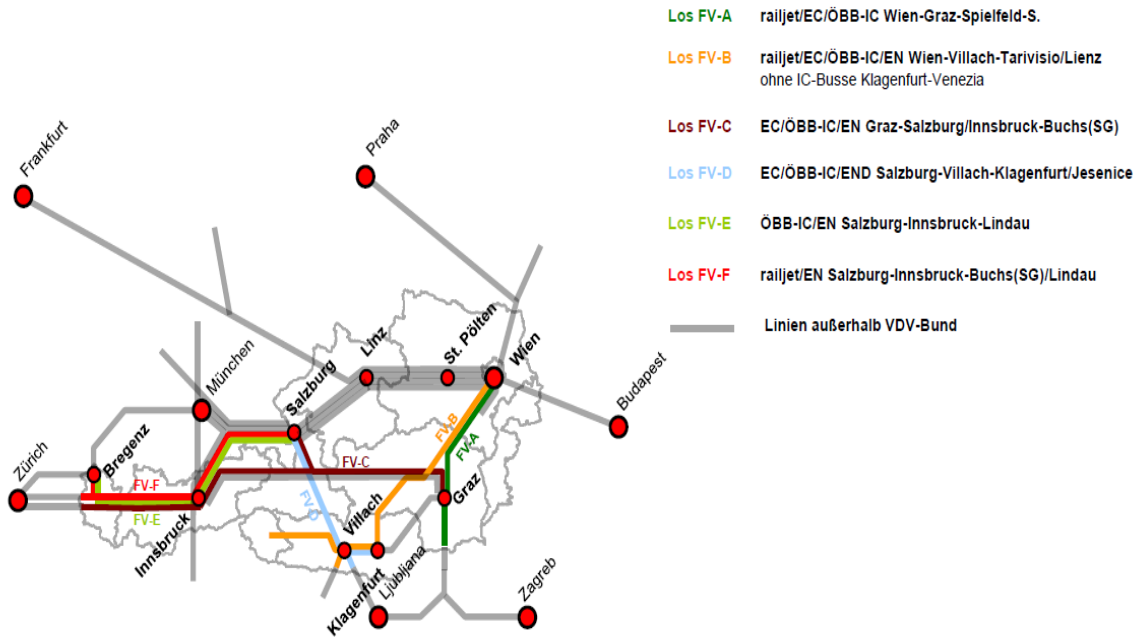 Los FV-A railjet/EC/ÖBB-IC Wien-Graz-Spielfeld-S.
Los FV-B railjet/EC/ÖBB-IC/EN Wien-Villach-Tarivisio/Lienz
ohne IC-Busse Klagenfurt-Venezia
Los FV-C EC/ÖBB-IC/EN Graz-Salzburg/Innsbruck-Buchs(SG)
Los FV-D EC/ÖBB-IC/END Salzburg-Villach-Klagenfurt/Jesenice
Los FV-E ÖBB-IC/EN Salzburg-Innsbruck-Lindau
Los FV-F railjet/EN Salzburg-Innsbruck-Buchs(SG)/Lindau
Linien außerhalb VDV-Bund
Frankfurt
Praha
München
Salzburg
Linz
St. Pölten
Wien
Budapest
Zürich
Bregenz
FV-B
FV-A
FV-C
FV-F
FV-E
FV-D
Innsbruck
Villach
Graz
Klagenfurt
Ljubljana
Zagreb